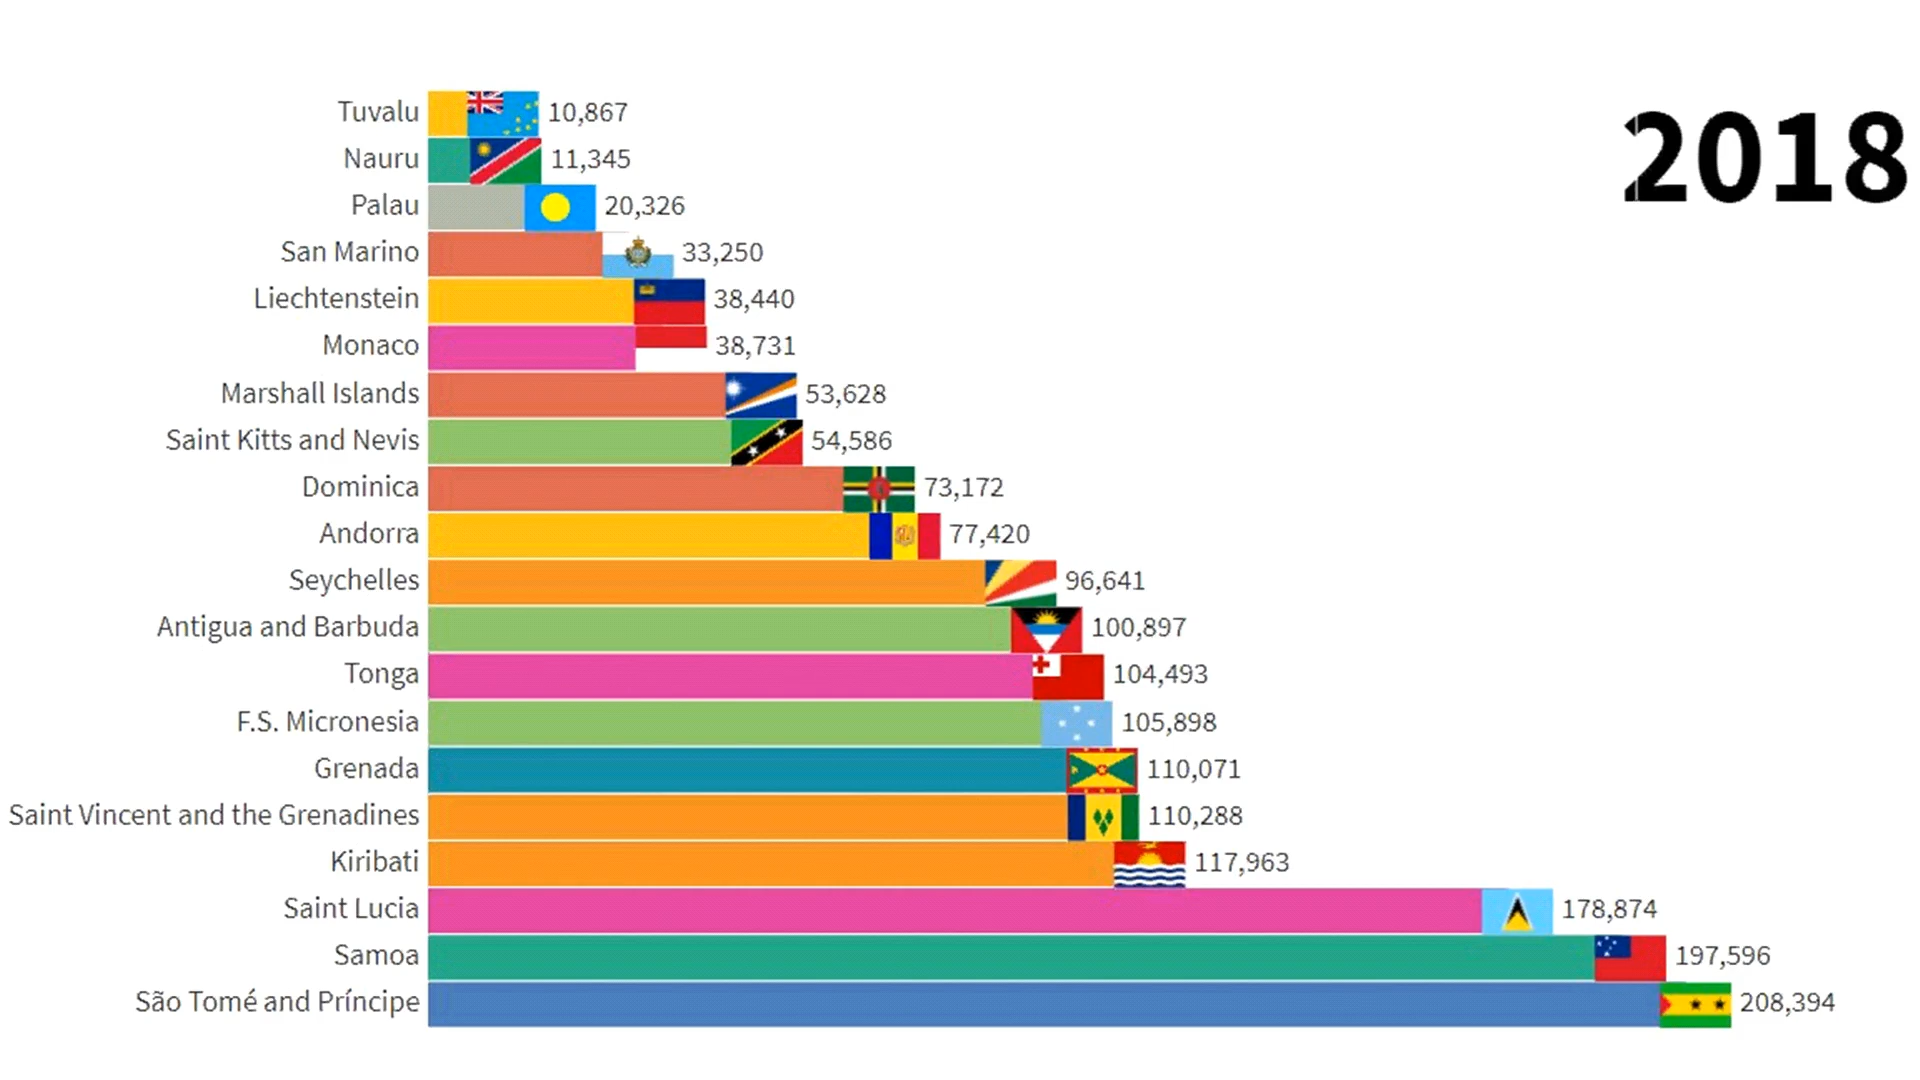 2018
Tuvalu 10,867
Nauru 11,345
Palau 20,326
San Marino 33,250
Liechtenstein 38,440
Monaco 38,731
Marshall Islands 53,628
Saint Kitts and Nevis 54,586
Dominica 73,172
Andorra 77,420
Seychelles 96,641
Antigua and Barbuda 100,897
Tonga 104,493
F.S. Micronesia 105,898
Grenada 110,071
Saint Vincent and the Grenadines 110,288
Kiribati 117,963
Saint Lucia 178,874
Samoa 197,596
São Tomé and Príncipe 208,394